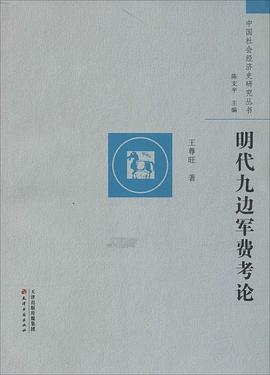 中国社会经济史研究丛书
陈支平 主编
明代九边军费考论
王尊旺 著
天津出版传媒集团
天津古籍出版社